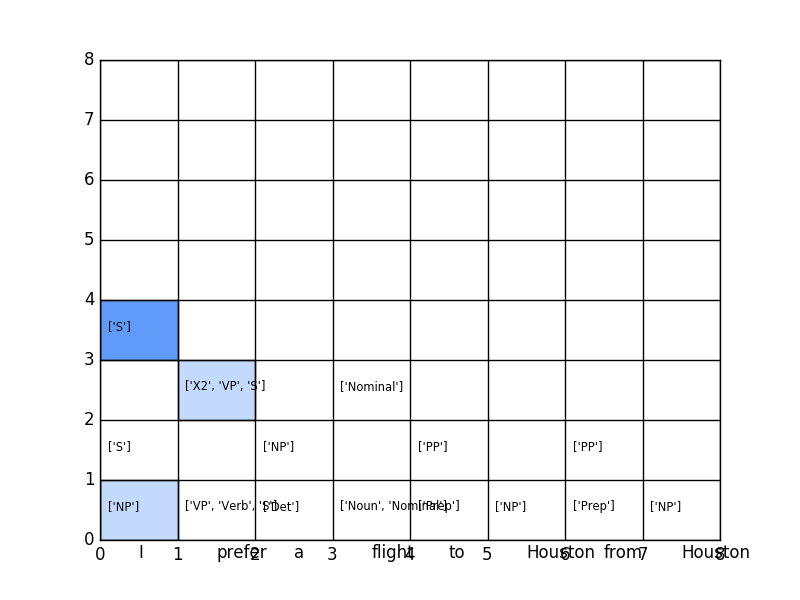 8
7
6
5
4
['S']
3
['X2', 'VP', 'S'] ['Nominal']
2
['S'] ['NP'] ['PP'] ['PP']
1
['NP'] ['VP', 'Verb', 'S'] ['Det'] ['Noun', 'Nominal'] ['Prep'] ['NP'] ['Prep'] ['NP']
0
0 1 2 3 4 5 6 7 8
I prefer a flight to Houston from Houston